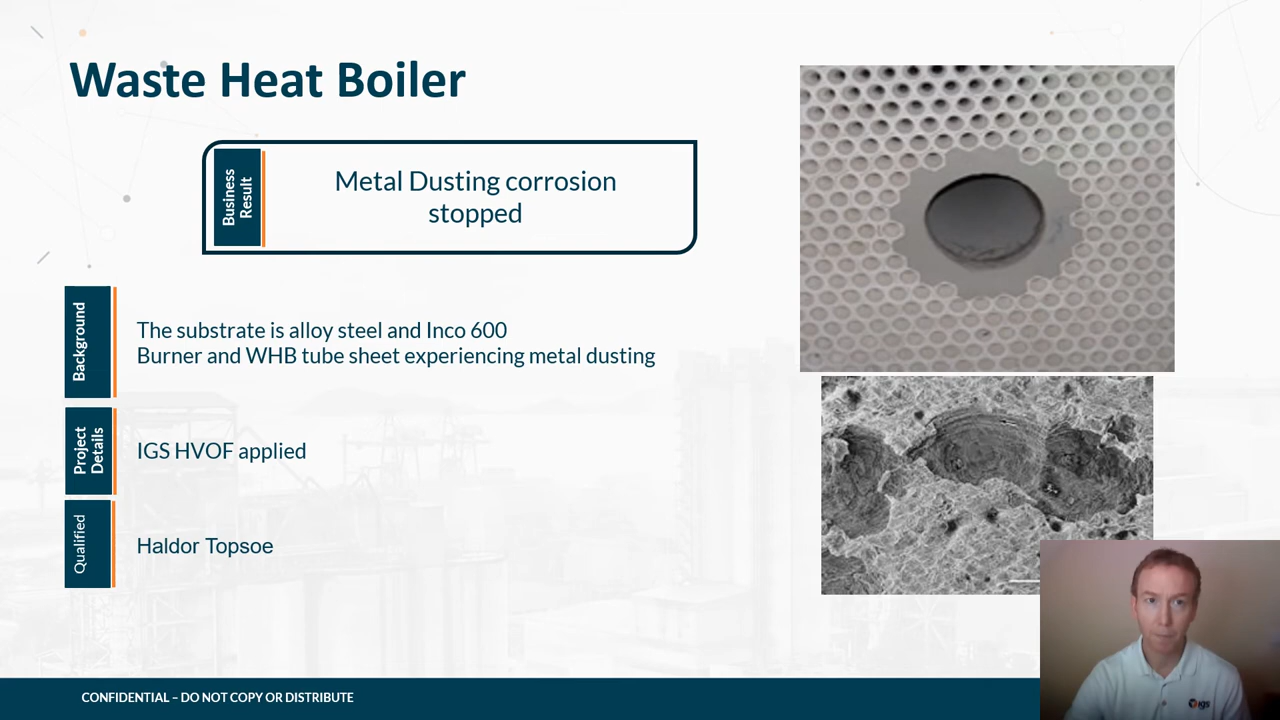 Waste Heat Boiler
Business
Result
Metal Dusting corrosion
stopped
Background
The substrate is alloy steel and Inco 600
Burner and WHB tube sheet experiencing metal dusting
Project
Details
IGS HVOF applied
Qualified
Haldor Topsoe
igs
CONFIDENTIAL – DO NOT COPY OR DISTRIBUTE